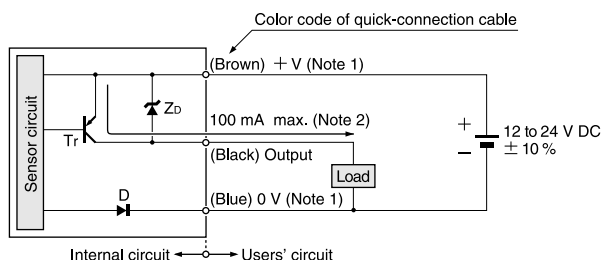 Color code of quick-connection cable
(Brown) + V (Note 1)
Sensor circuit
Tr
ZD
100 mA max. (Note 2)
(Black) Output
+
−
12 to 24 V DC
± 10 %
Load
D
(Blue) 0 V (Note 1)
Internal circuit
Users' circuit